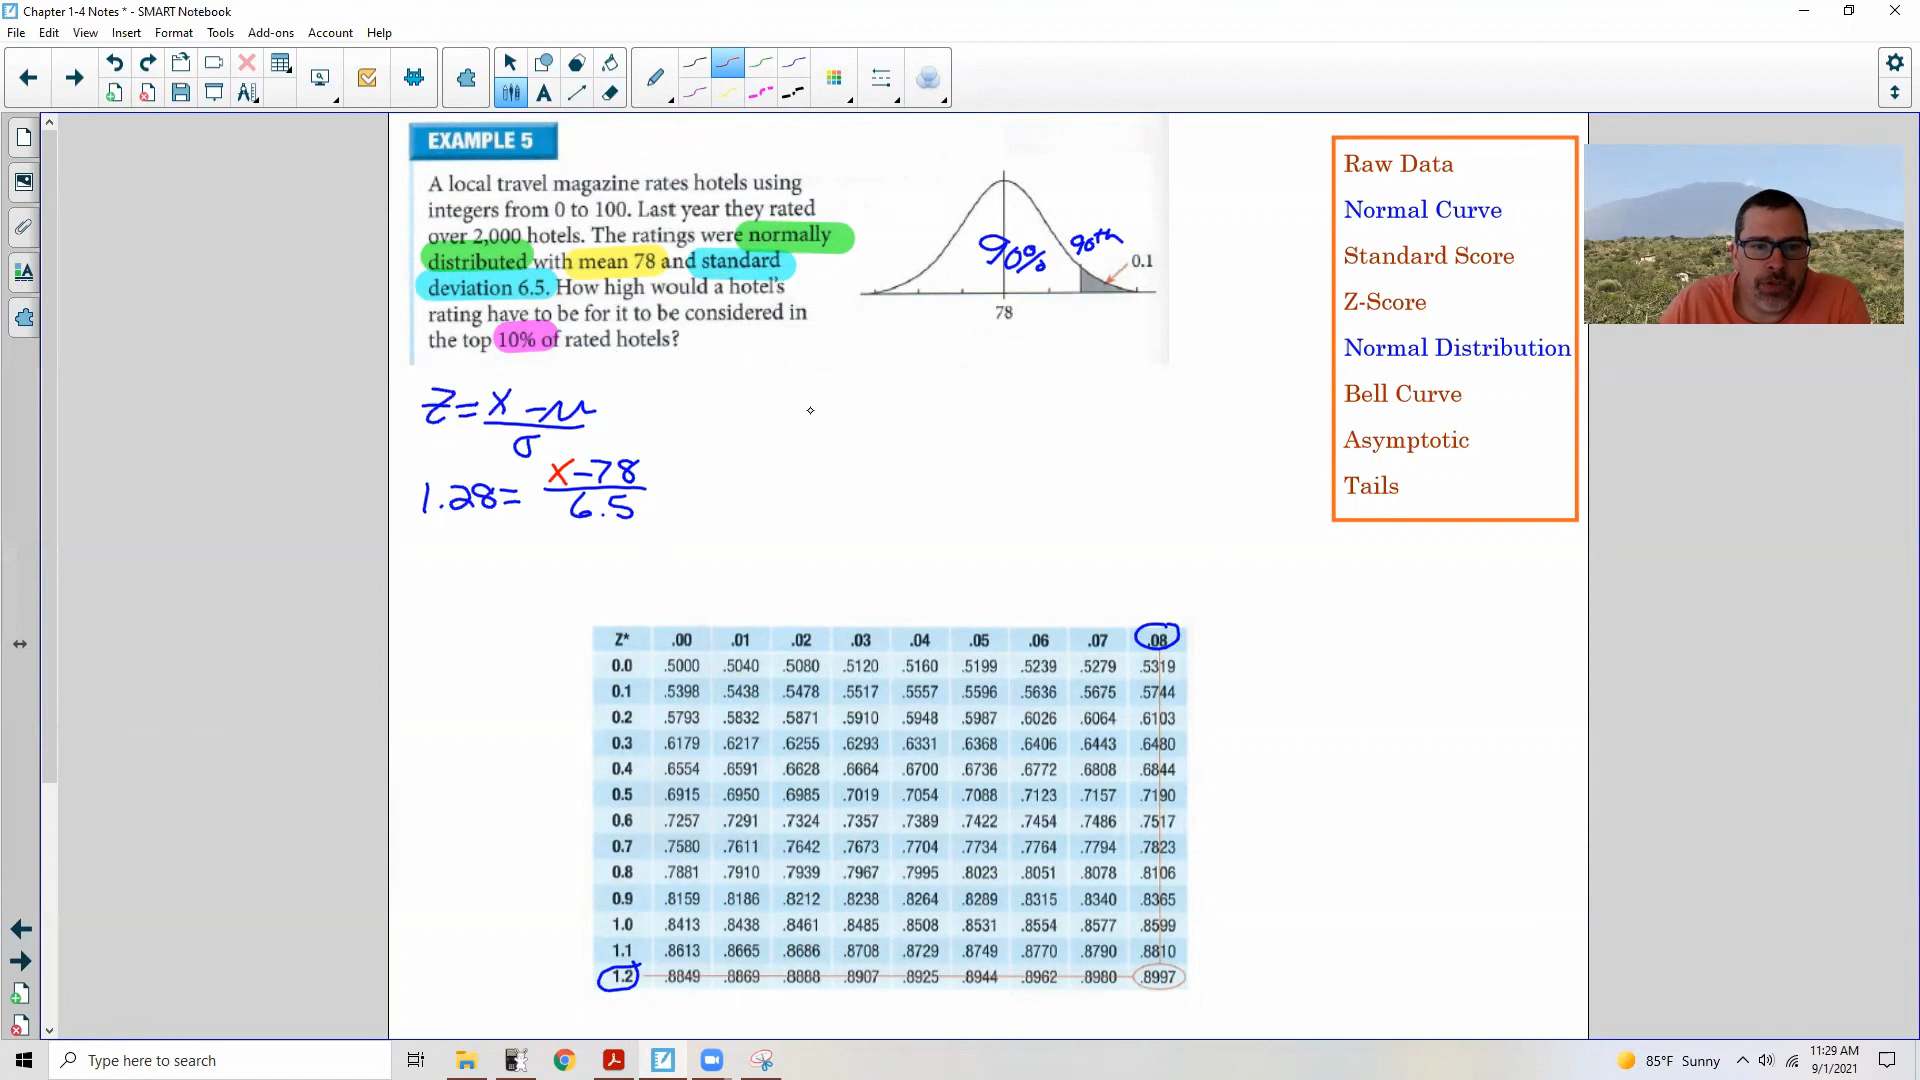 Chapter 1-4 Notes * - SMART Notebook
File Edit View Insert Format Tools Add-ons Account Help
EXAMPLE 5
A local travel magazine rates hotels using
integers from 0 to 100. Last year they rated
over 2,000 hotels. The ratings were normally
distributed with mean 78 and standard
deviation 6.5. How high would a hotel's
rating have to be for it to be considered in
the top 10% of rated hotels?
90%
90th
0.1
78
Z = X - μ
σ
1.28 = X - 78
6.5
Raw Data
Normal Curve
Standard Score
Z-Score
Normal Distribution
Bell Curve
Asymptotic
Tails
Z* .00 .01 .02 .03 .04 .05 .06 .07 .08
0.0 .5000 .5040 .5080 .5120 .5160 .5199 .5239 .5279 .5319
0.1 .5398 .5438 .5478 .5517 .5557 .5596 .5636 .5675 .5744
0.2 .5793 .5832 .5871 .5910 .5948 .5987 .6026 .6064 .6103
0.3 .6179 .6217 .6255 .6293 .6331 .6368 .6406 .6443 .6480
0.4 .6554 .6591 .6628 .6664 .6700 .6736 .6772 .6808 .6844
0.5 .6915 .6950 .6985 .7019 .7054 .7088 .7123 .7157 .7190
0.6 .7257 .7291 .7324 .7357 .7389 .7422 .7454 .7486 .7517
0.7 .7580 .7611 .7642 .7673 .7704 .7734 .7764 .7794 .7823
0.8 .7881 .7910 .7939 .7967 .7995 .8023 .8051 .8078 .8106
0.9 .8159 .8186 .8212 .8238 .8264 .8289 .8315 .8340 .8365
1.0 .8413 .8438 .8461 .8485 .8508 .8531 .8554 .8577 .8599
1.1 .8613 .8665 .8686 .8708 .8729 .8749 .8770 .8790 .8810
1.2 .8849 .8869 .8888 .8907 .8925 .8944 .8962 .8980 .8997
Type here to search
85°F Sunny
11:29 AM
9/1/2021